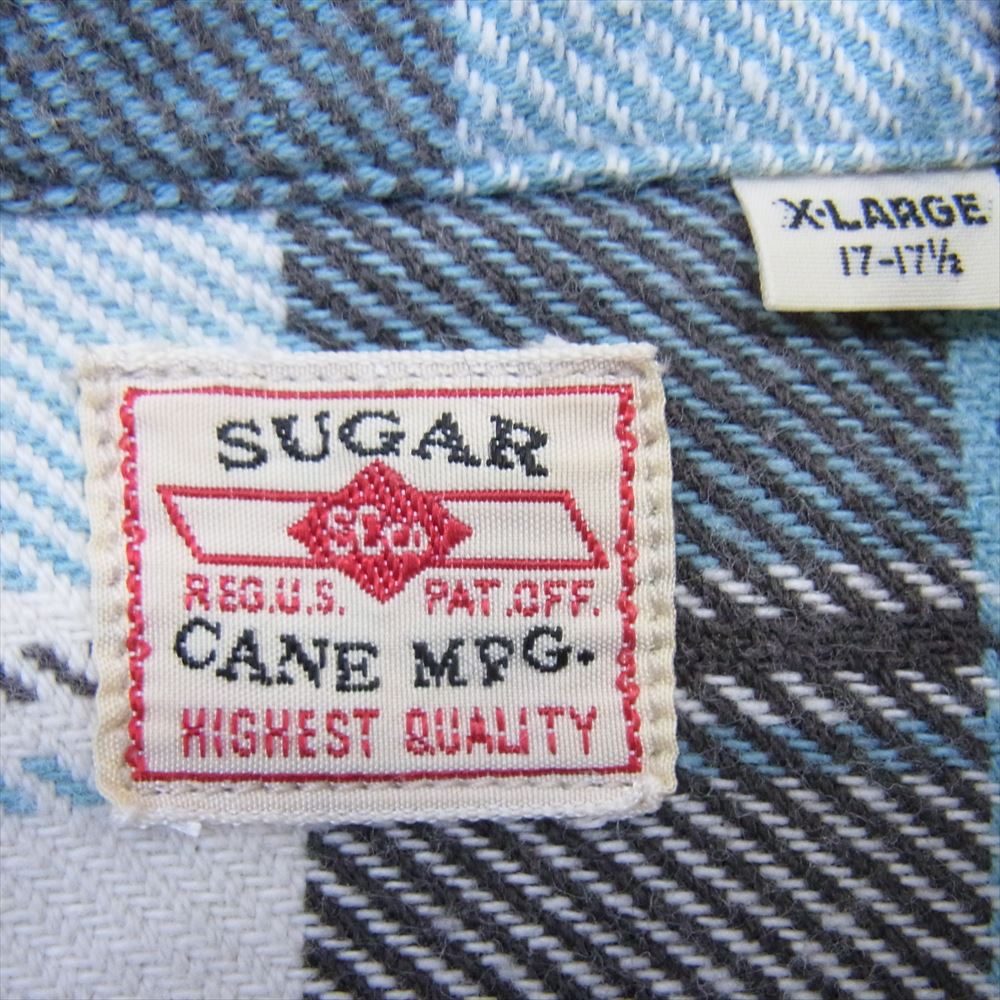 X-LARGE
17-17½
SUGAR
S.C.
REG.U.S. PAT.OFF.
CANE MFG.
HIGHEST QUALITY